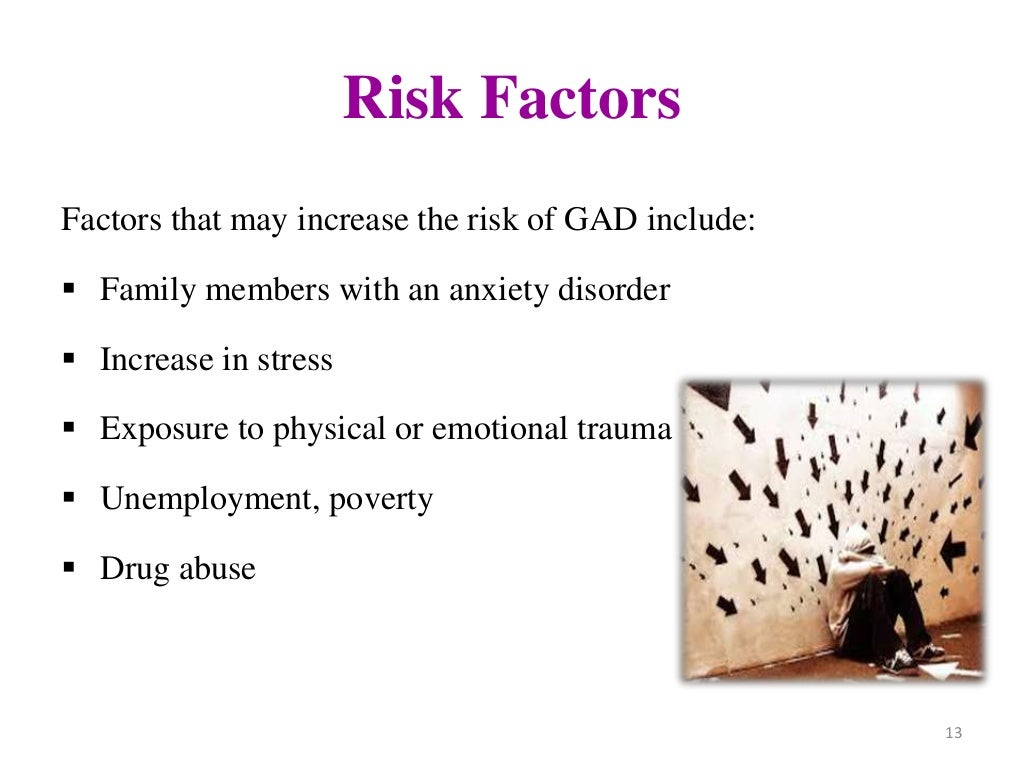 Risk Factors
Factors that may increase the risk of GAD include:
▪ Family members with an anxiety disorder
▪ Increase in stress
▪ Exposure to physical or emotional trauma
▪ Unemployment, poverty
▪ Drug abuse
13